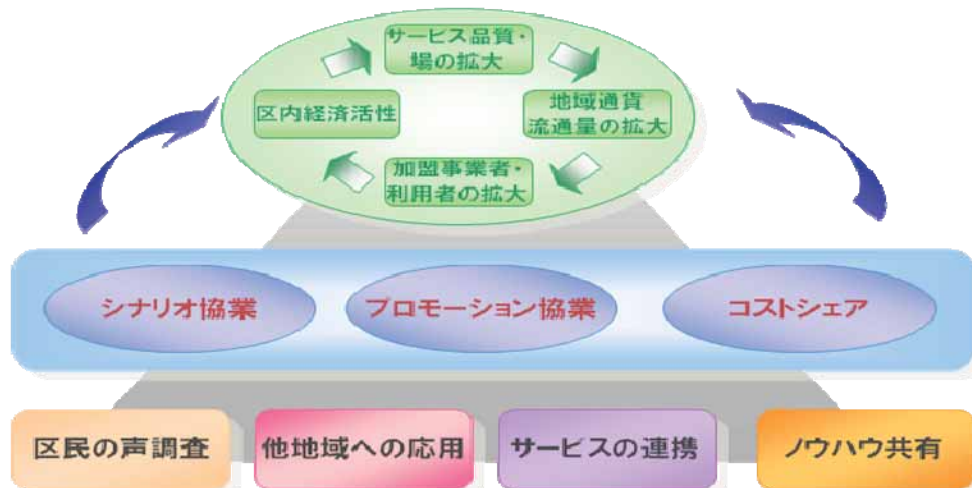 サービス品質・
場の拡大
区内経済活性
地域通貨
流通量の拡大
加盟事業者・
利用者の拡大
シナリオ協業
プロモーション協業
コストシェア
区民の声調査
他地域への応用
サービスの連携
ノウハウ共有